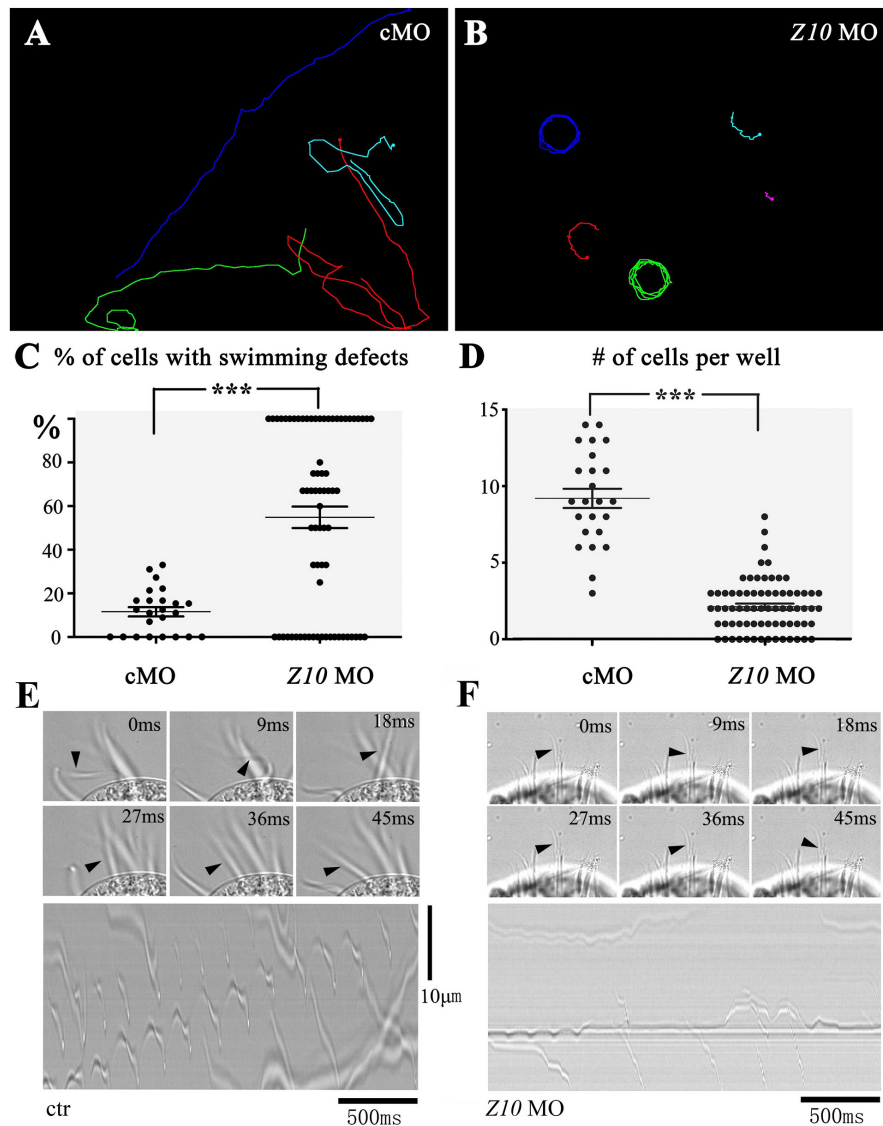 A cMO
B Z10 MO
C % of cells with swimming defects
***
%
80
60
40
20
0
cMO Z10 MO
D # of cells per well
***
15
10
5
0
cMO Z10 MO
E
0ms 9ms 18ms
27ms 36ms 45ms
10μm
ctr
500ms
F
0ms 9ms 18ms
27ms 36ms 45ms
Z10 MO
500ms